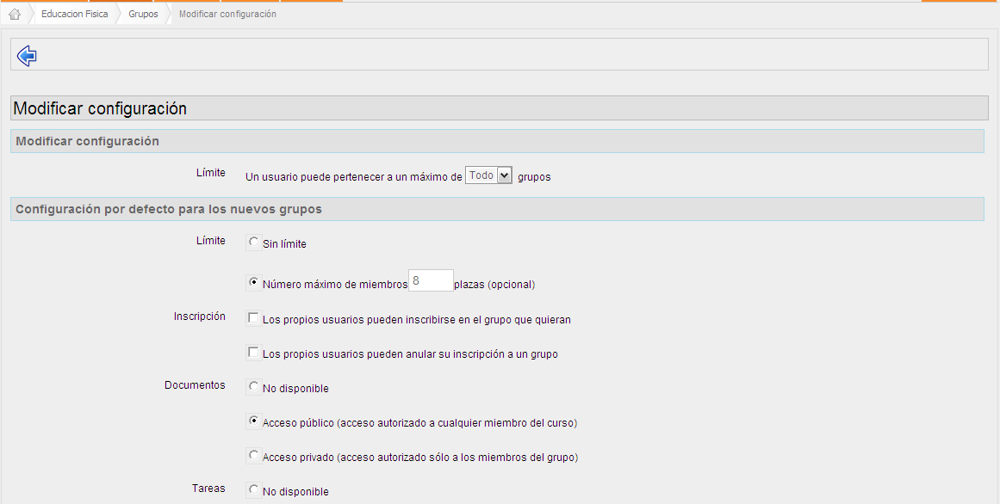 Educacion Fisica Grupos Modificar configuración
Modificar configuración
Modificar configuración
Límite Un usuario puede pertenecer a un máximo de Todo grupos
Configuración por defecto para los nuevos grupos
Límite Sin límite
Número máximo de miembros 8 plazas (opcional)
Inscripción Los propios usuarios pueden inscribirse en el grupo que quieran
Los propios usuarios pueden anular su inscripción a un grupo
Documentos No disponible
Acceso público (acceso autorizado a cualquier miembro del curso)
Acceso privado (acceso autorizado sólo a los miembros del grupo)
Tareas No disponible